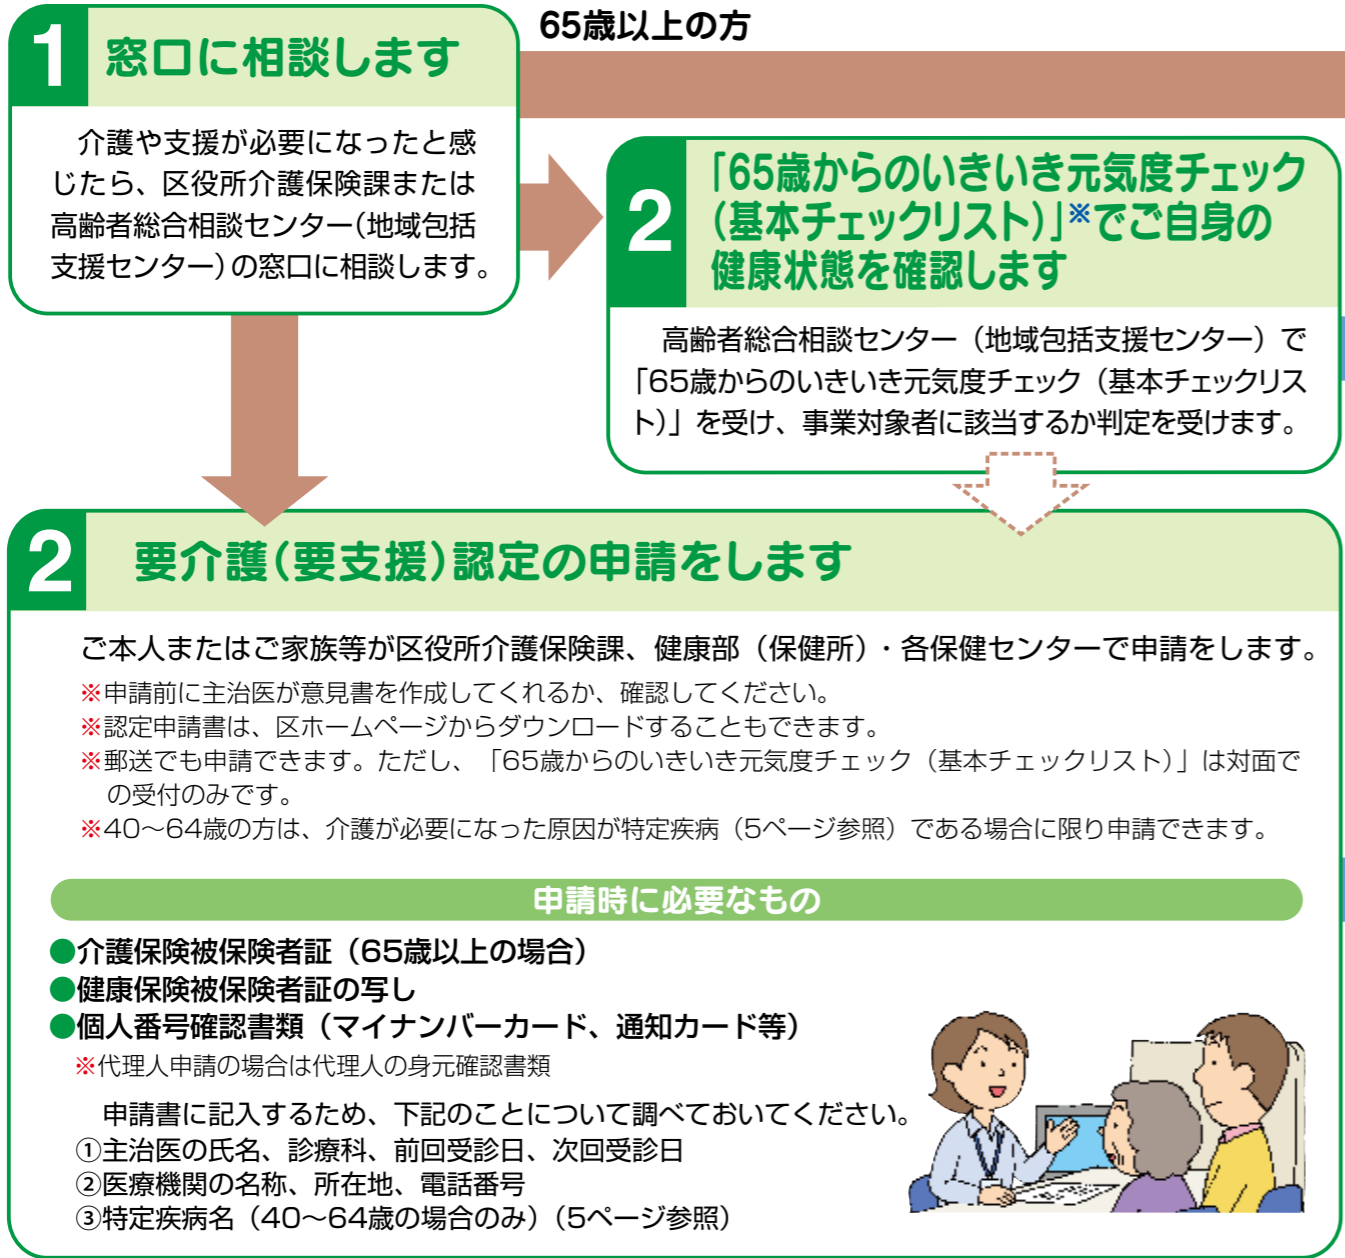 65歳以上の方
1 窓口に相談します
介護や支援が必要になったと感
じたら、区役所介護保険課または
高齢者総合相談センター(地域包括
支援センター)の窓口に相談します。
2
「65歳からのいきいき元気度チェック
(基本チェックリスト)」※でご自身の
健康状態を確認します
高齢者総合相談センター（地域包括支援センター）で
「65歳からのいきいき元気度チェック（基本チェックリス
ト)」を受け、事業対象者に該当するか判定を受けます。
2 要介護(要支援)認定の申請をします
ご本人またはご家族等が区役所介護保険課、健康部（保健所）・各保健センターで申請をします。
※申請前に主治医が意見書を作成してくれるか、確認してください。
※認定申請書は、区ホームページからダウンロードすることもできます。
※郵送でも申請できます。ただし、「65歳からのいきいき元気度チェック（基本チェックリスト)」は対面で
の受付のみです。
※40～64歳の方は、介護が必要になった原因が特定疾病（5ページ参照）である場合に限り申請できます。
申請時に必要なもの
●介護保険被保険者証（65歳以上の場合）
●健康保険被保険者証の写し
●個人番号確認書類（マイナンバーカード、通知カード等）
※代理人申請の場合は代理人の身元確認書類
申請書に記入するため、下記のことについて調べておいてください。
①主治医の氏名、診療科、前回受診日、次回受診日
②医療機関の名称、所在地、電話番号
③特定疾病名（40～64歳の場合のみ）（5ページ参照）